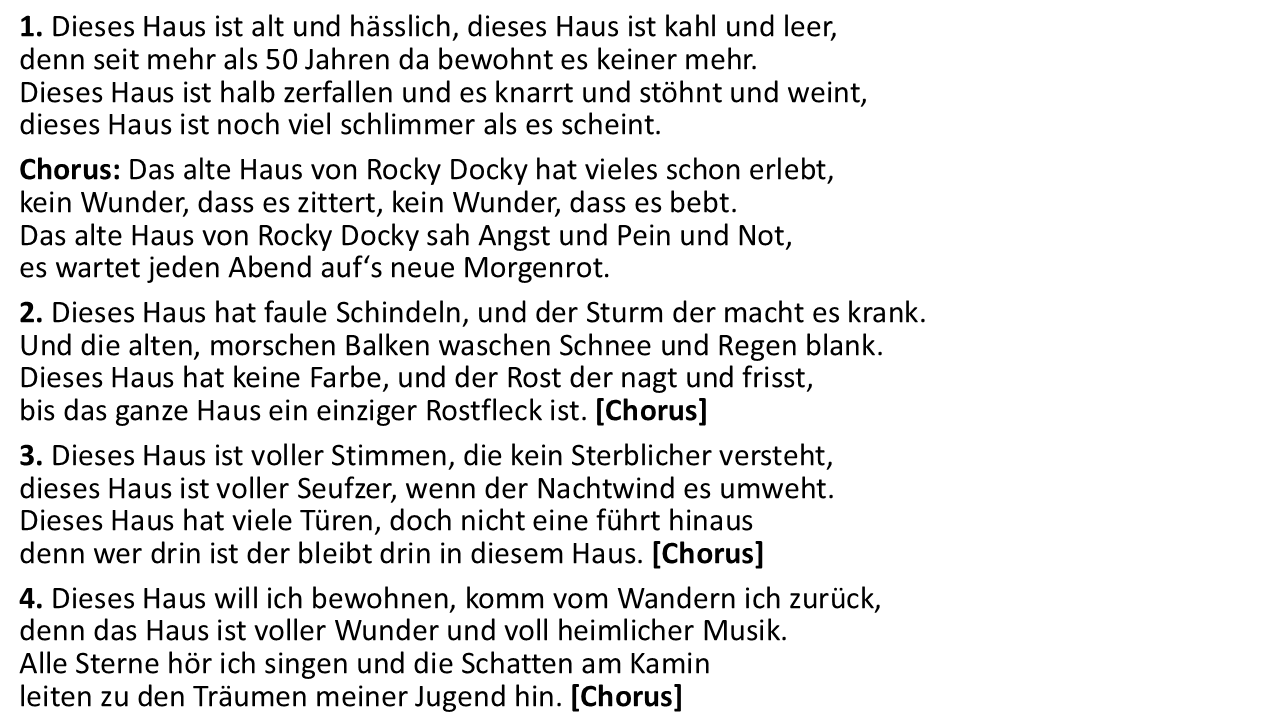 1. Dieses Haus ist alt und hässlich, dieses Haus ist kahl und leer,
denn seit mehr als 50 Jahren da bewohnt es keiner mehr.
Dieses Haus ist halb zerfallen und es knarrt und stöhnt und weint,
dieses Haus ist noch viel schlimmer als es scheint.
Chorus: Das alte Haus von Rocky Docky hat vieles schon erlebt,
kein Wunder, dass es zittert, kein Wunder, dass es bebt.
Das alte Haus von Rocky Docky sah Angst und Pein und Not,
es wartet jeden Abend auf‘s neue Morgenrot.
2. Dieses Haus hat faule Schindeln, und der Sturm der macht es krank.
Und die alten, morschen Balken waschen Schnee und Regen blank.
Dieses Haus hat keine Farbe, und der Rost der nagt und frisst,
bis das ganze Haus ein einziger Rostfleck ist. [Chorus]
3. Dieses Haus ist voller Stimmen, die kein Sterblicher versteht,
dieses Haus ist voller Seufzer, wenn der Nachtwind es umweht.
Dieses Haus hat viele Türen, doch nicht eine führt hinaus
denn wer drin ist der bleibt drin in diesem Haus. [Chorus]
4. Dieses Haus will ich bewohnen, komm vom Wandern ich zurück,
denn das Haus ist voller Wunder und voll heimlicher Musik.
Alle Sterne hör ich singen und die Schatten am Kamin
leiten zu den Träumen meiner Jugend hin. [Chorus]